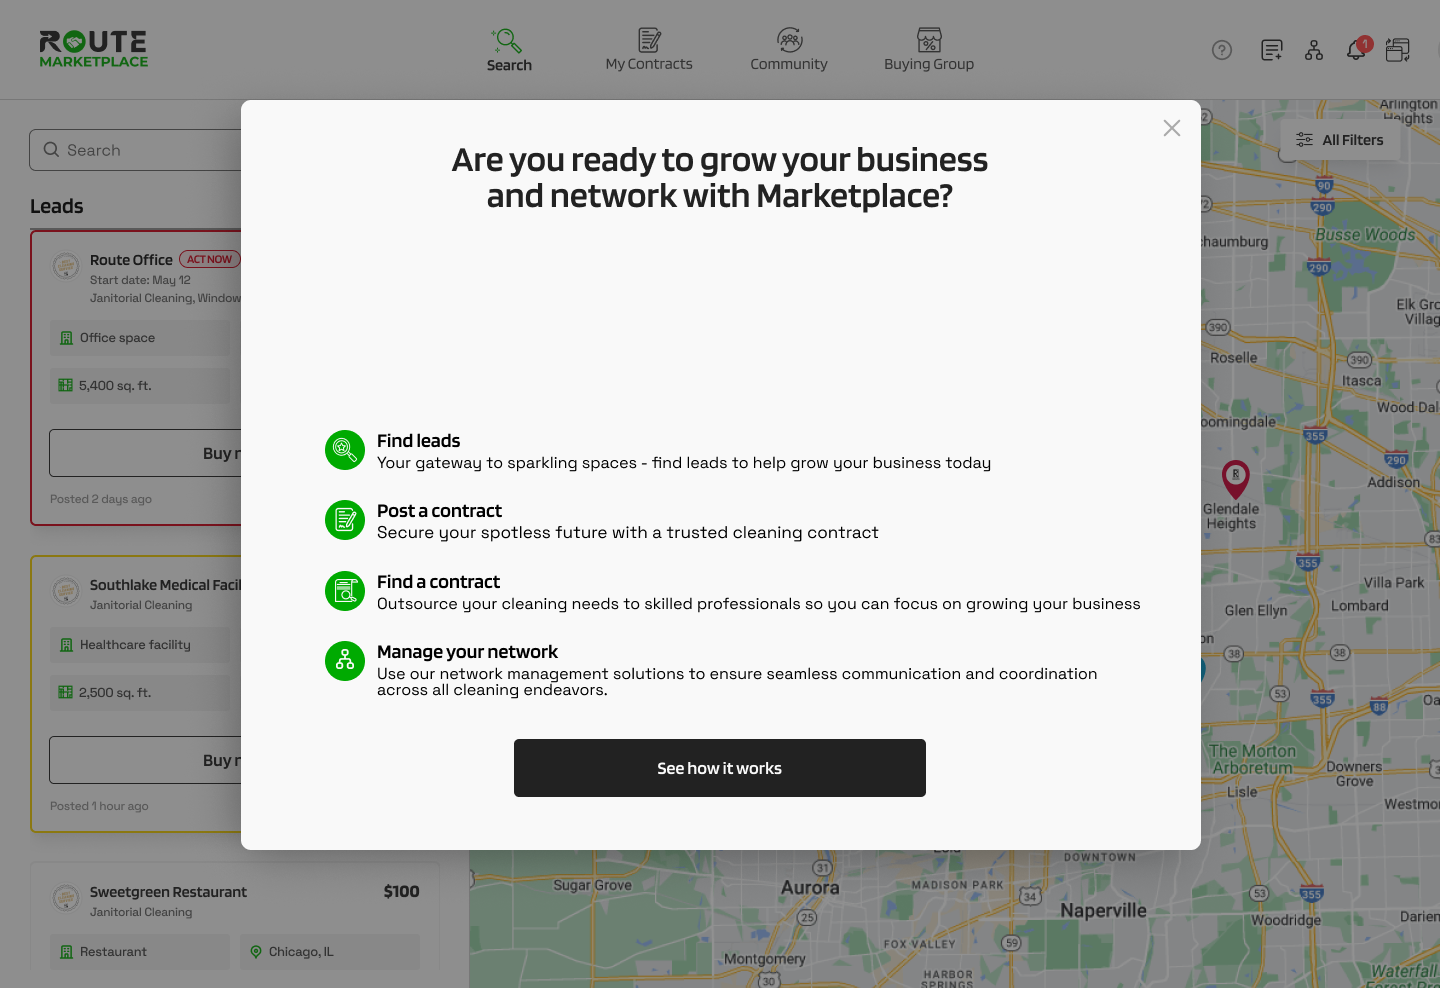 ROUTE
MARKETPLACE
Search
My Contracts
Community
Buying Group
1
Search
Leads
Route Office
ACT NOW
Start date: May 12
Janitorial Cleaning, Window
Office space
5,400 sq. ft.
Buy
Posted 2 days ago
Southlake Medical
Janitorial Cleaning
Healthcare facility
2,500 sq. ft.
Buy
Posted 1 hour ago
Sweetgreen Restaurant
$100
Janitorial Cleaning
Restaurant
Chicago, IL
Are you ready to grow your business
and network with Marketplace?
Find leads
Your gateway to sparkling spaces - find leads to help grow your business today
Post a contract
Secure your spotless future with a trusted cleaning contract
Find a contract
Outsource your cleaning needs to skilled professionals so you can focus on growing your business
Manage your network
Use our network management solutions to ensure seamless communication and coordination
across all cleaning endeavors.
See how it works
All Filters
Arlington
Heights
90
290
Busse Woods
290
Elk
390
Roselle
390
Itasca
Wood
355
290
Addison
R
Glendale
Heights
355
Villa Park
Glen Ellyn
Lombard
38
38
53
355
88
The Morton
Arboretum
Downers
Grove
Lisle
DOWNTOWN
31
Sugar Grove
Aurora
MADISON PARK
34
53
355
25
Naperville
Woodridge
FOX VALLEY
59
Montgomery
30
HARBOR
SPRINGS
Waterfall